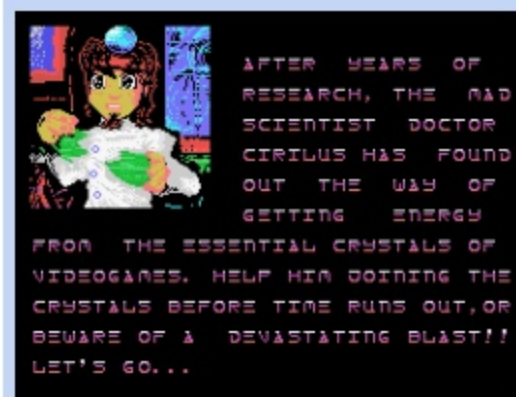 AFTER YEARS OF
RESEARCH, THE MAD
SCIENTIST DOCTOR
CIRILUS HAS FOUND
OUT THE WAY OF
GETTING ENERGY
FROM THE ESSENTIAL CRYSTALS OF
VIDEOGAMES. HELP HIM JOINING THE
CRYSTALS BEFORE TIME RUNS OUT,OR
BEWARE OF A DEVASTATING BLAST!!
LET'S GO...